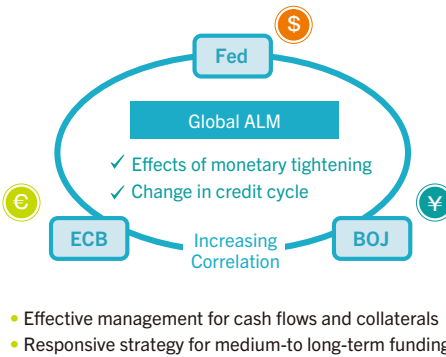 $
Fed
Global ALM
✓ Effects of monetary tightening
✓ Change in credit cycle
€
¥
ECB
Increasing
Correlation
BOJ
• Effective management for cash flows and collaterals
• Responsive strategy for medium-to long-term funding